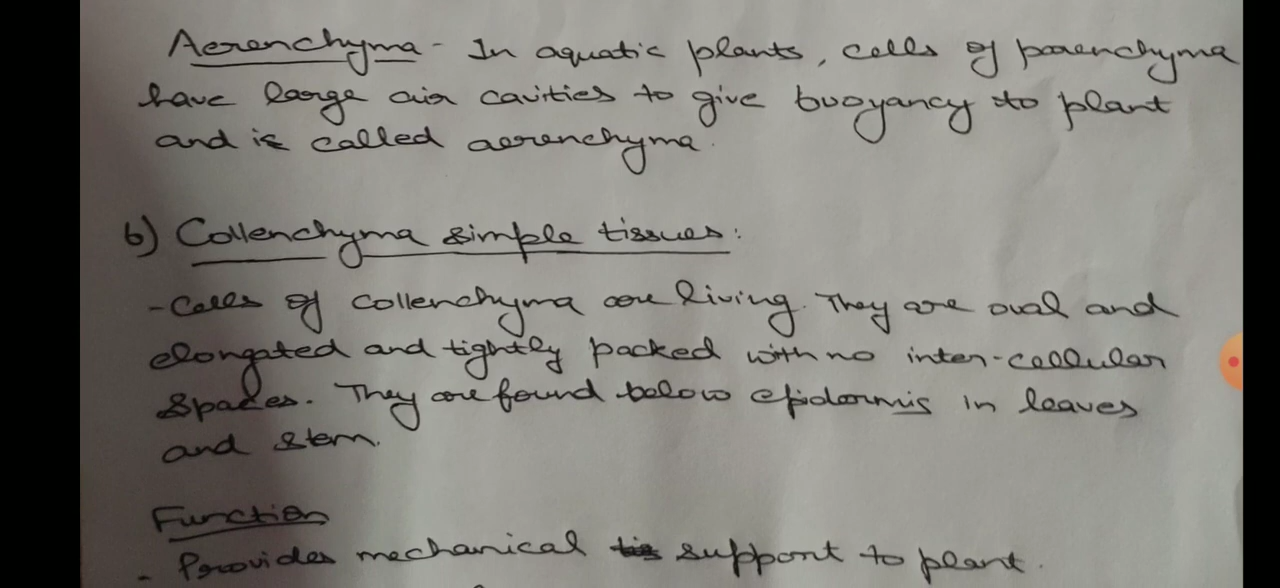 Aerenchyma - In aquatic plants, cells of parenchyma
have large air cavities to give buoyancy to plant
and is called aerenchyma.
b) Collenchyma simple tissues:
- Cells of collenchyma are living. They are oval and
elongated and tightly packed with no inter-cellular
spaces. They are found below epidermis in leaves
and stem.
Function
- Provides mechanical support to plant.